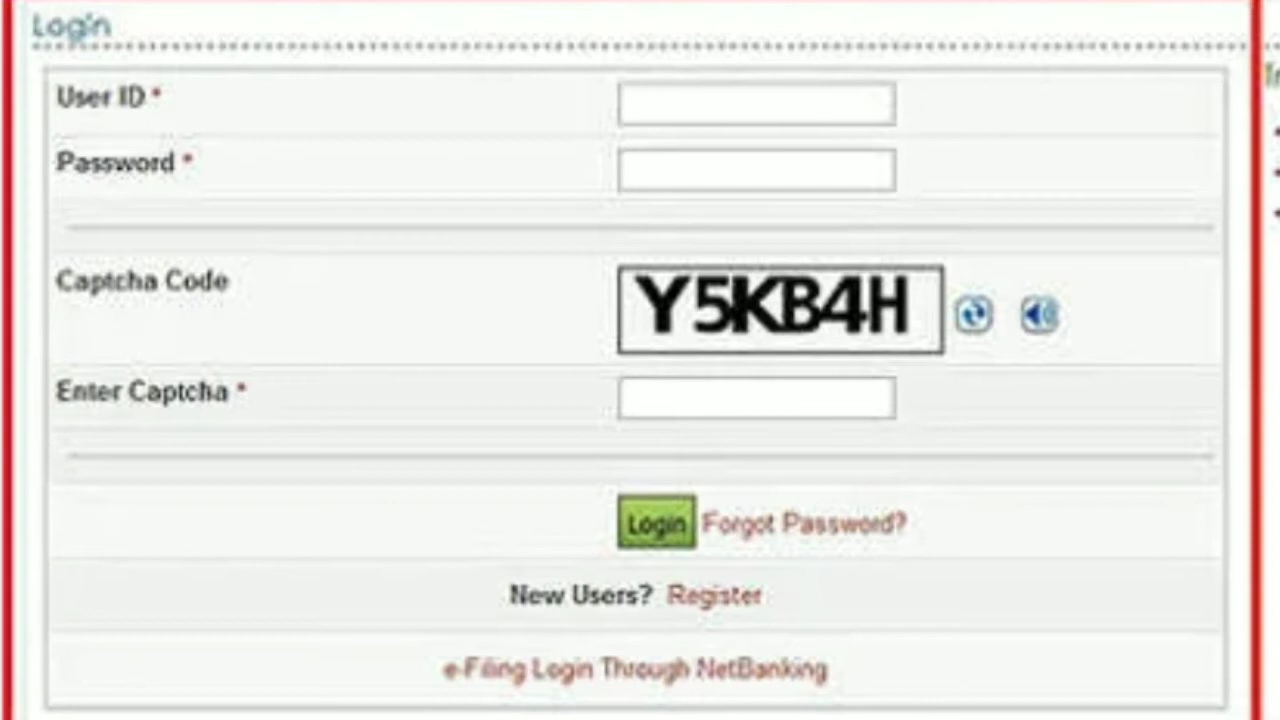 Login
User ID *
Password *
Captcha Code
Y5KB4H
Enter Captcha *
Login Forgot Password?
New Users? Register
e-Filing Login Through NetBanking